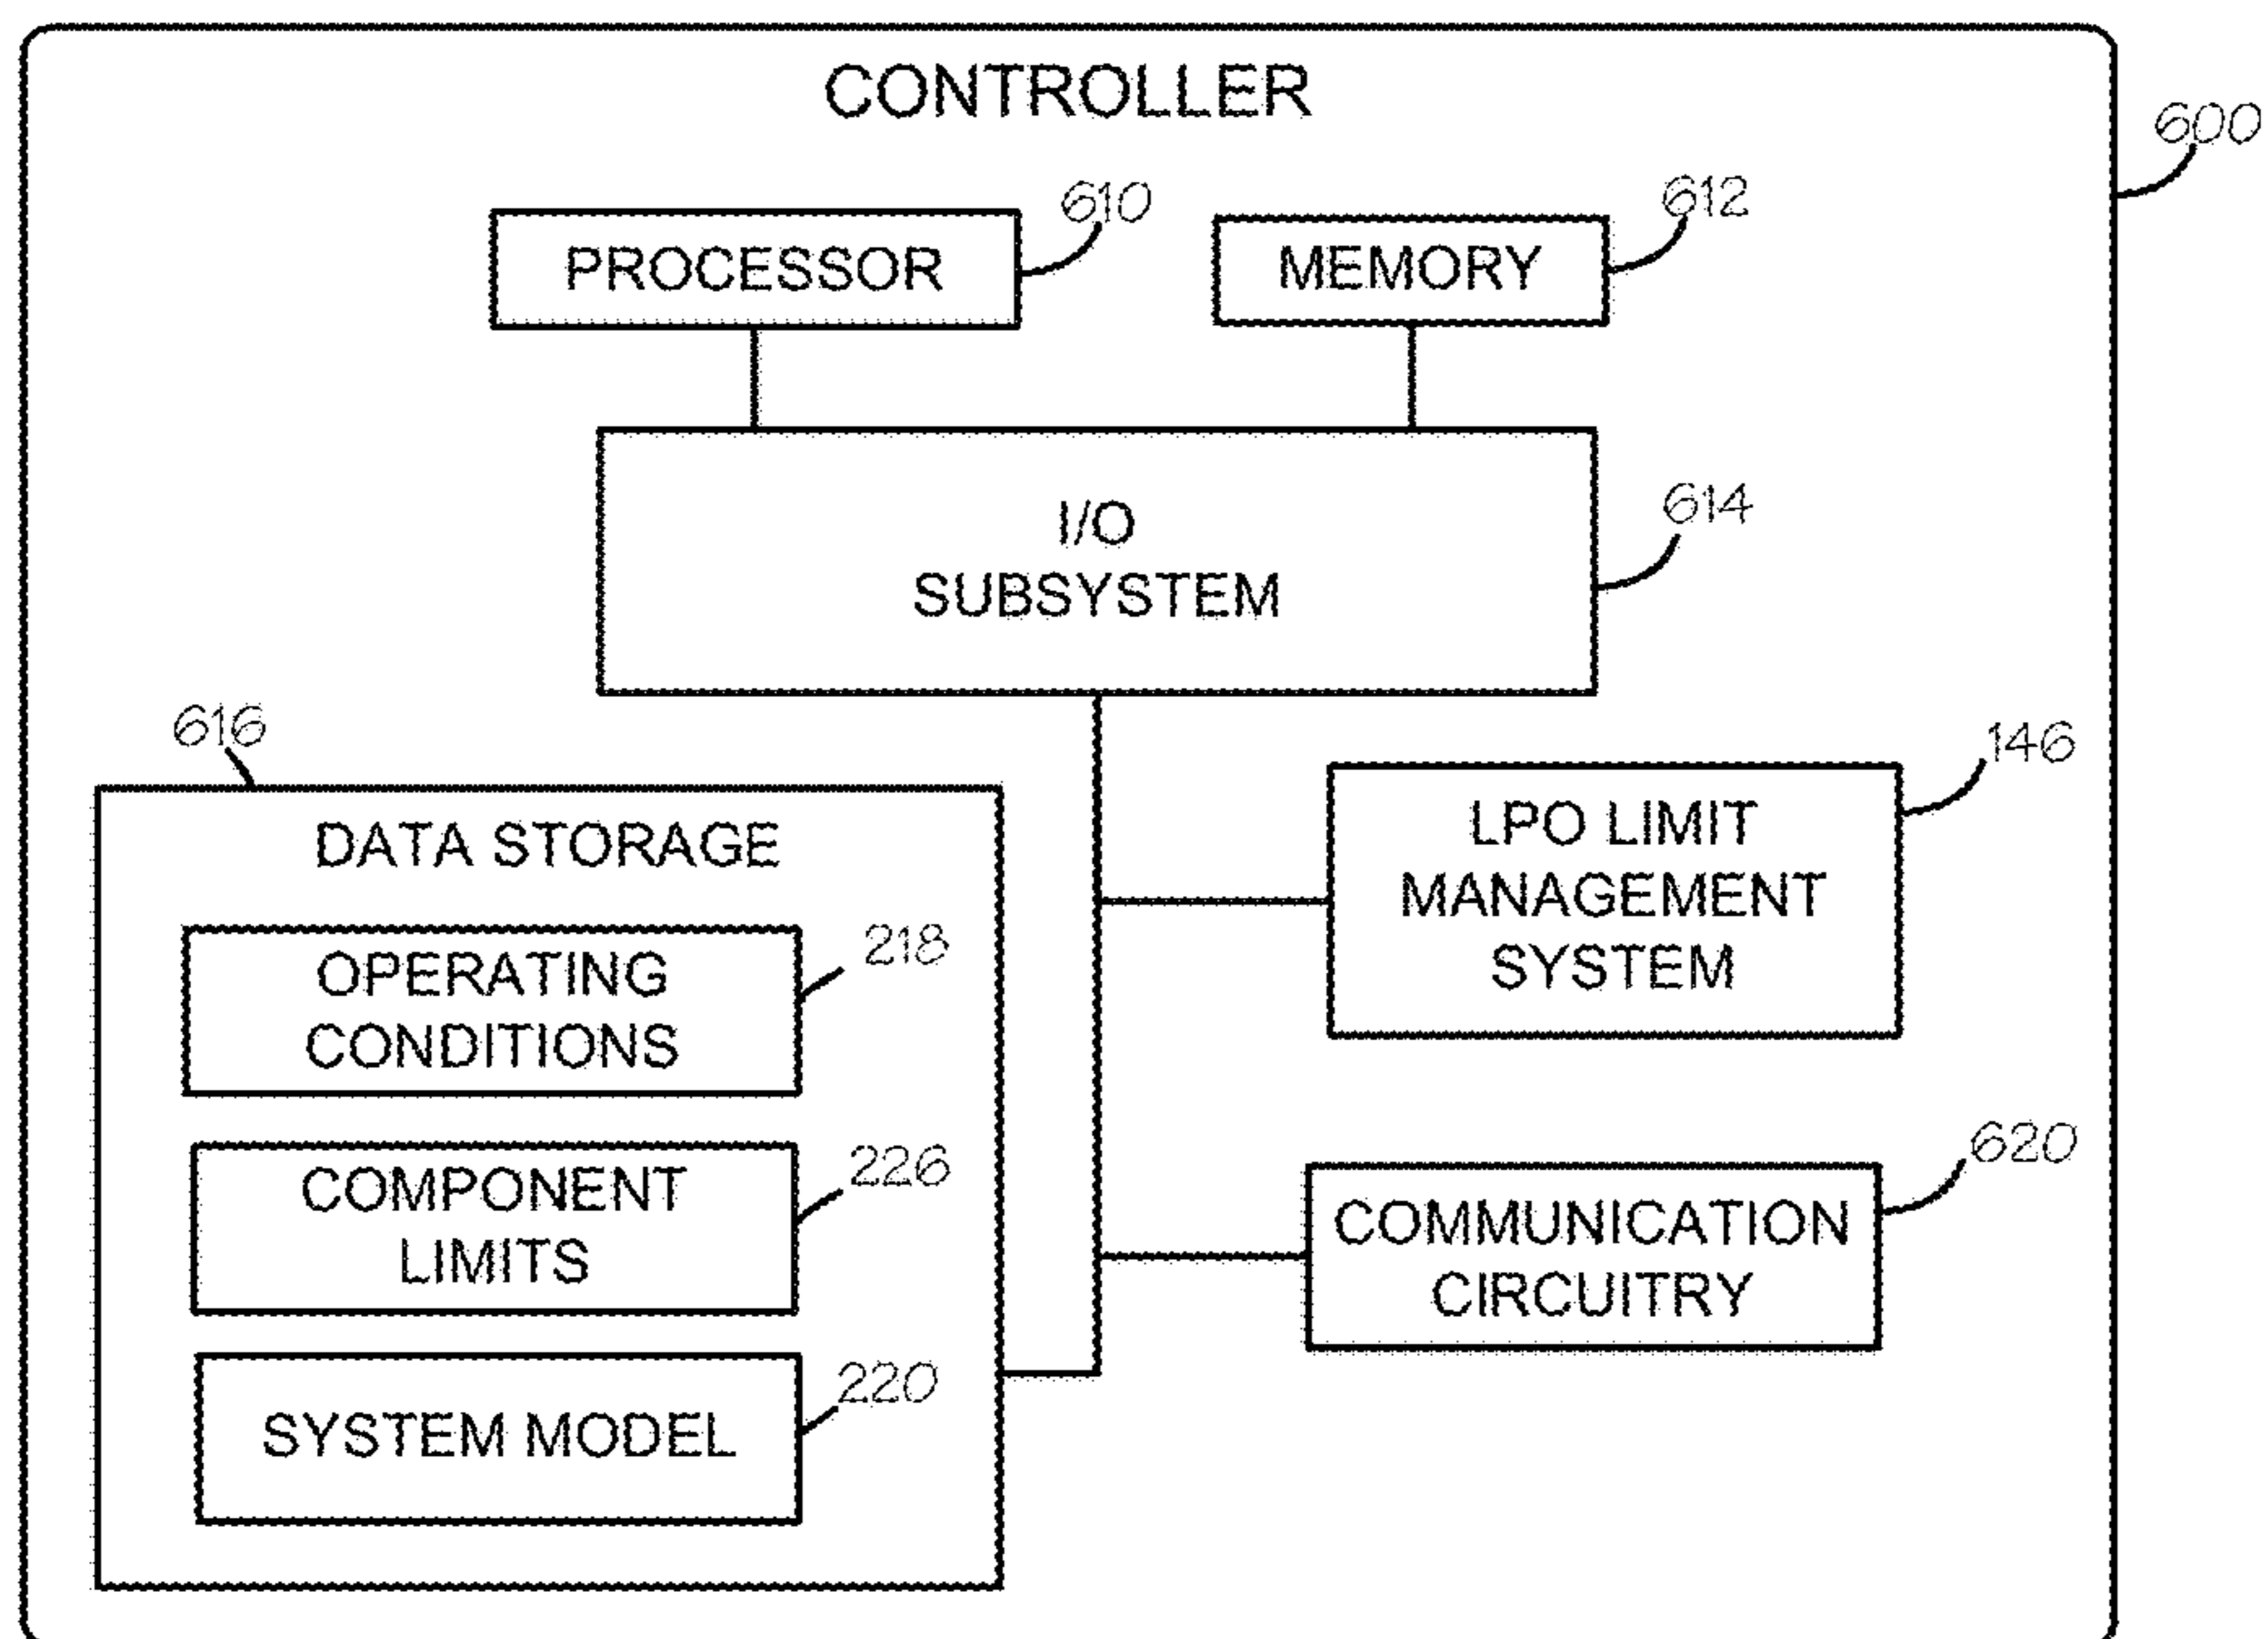 CONTROLLER
600
PROCESSOR
610
MEMORY
612
I/O
SUBSYSTEM
614
616
DATA STORAGE
OPERATING
CONDITIONS
218
COMPONENT
LIMITS
226
SYSTEM MODEL
220
LPO LIMIT
MANAGEMENT
SYSTEM
146
COMMUNICATION
CIRCUITRY
620